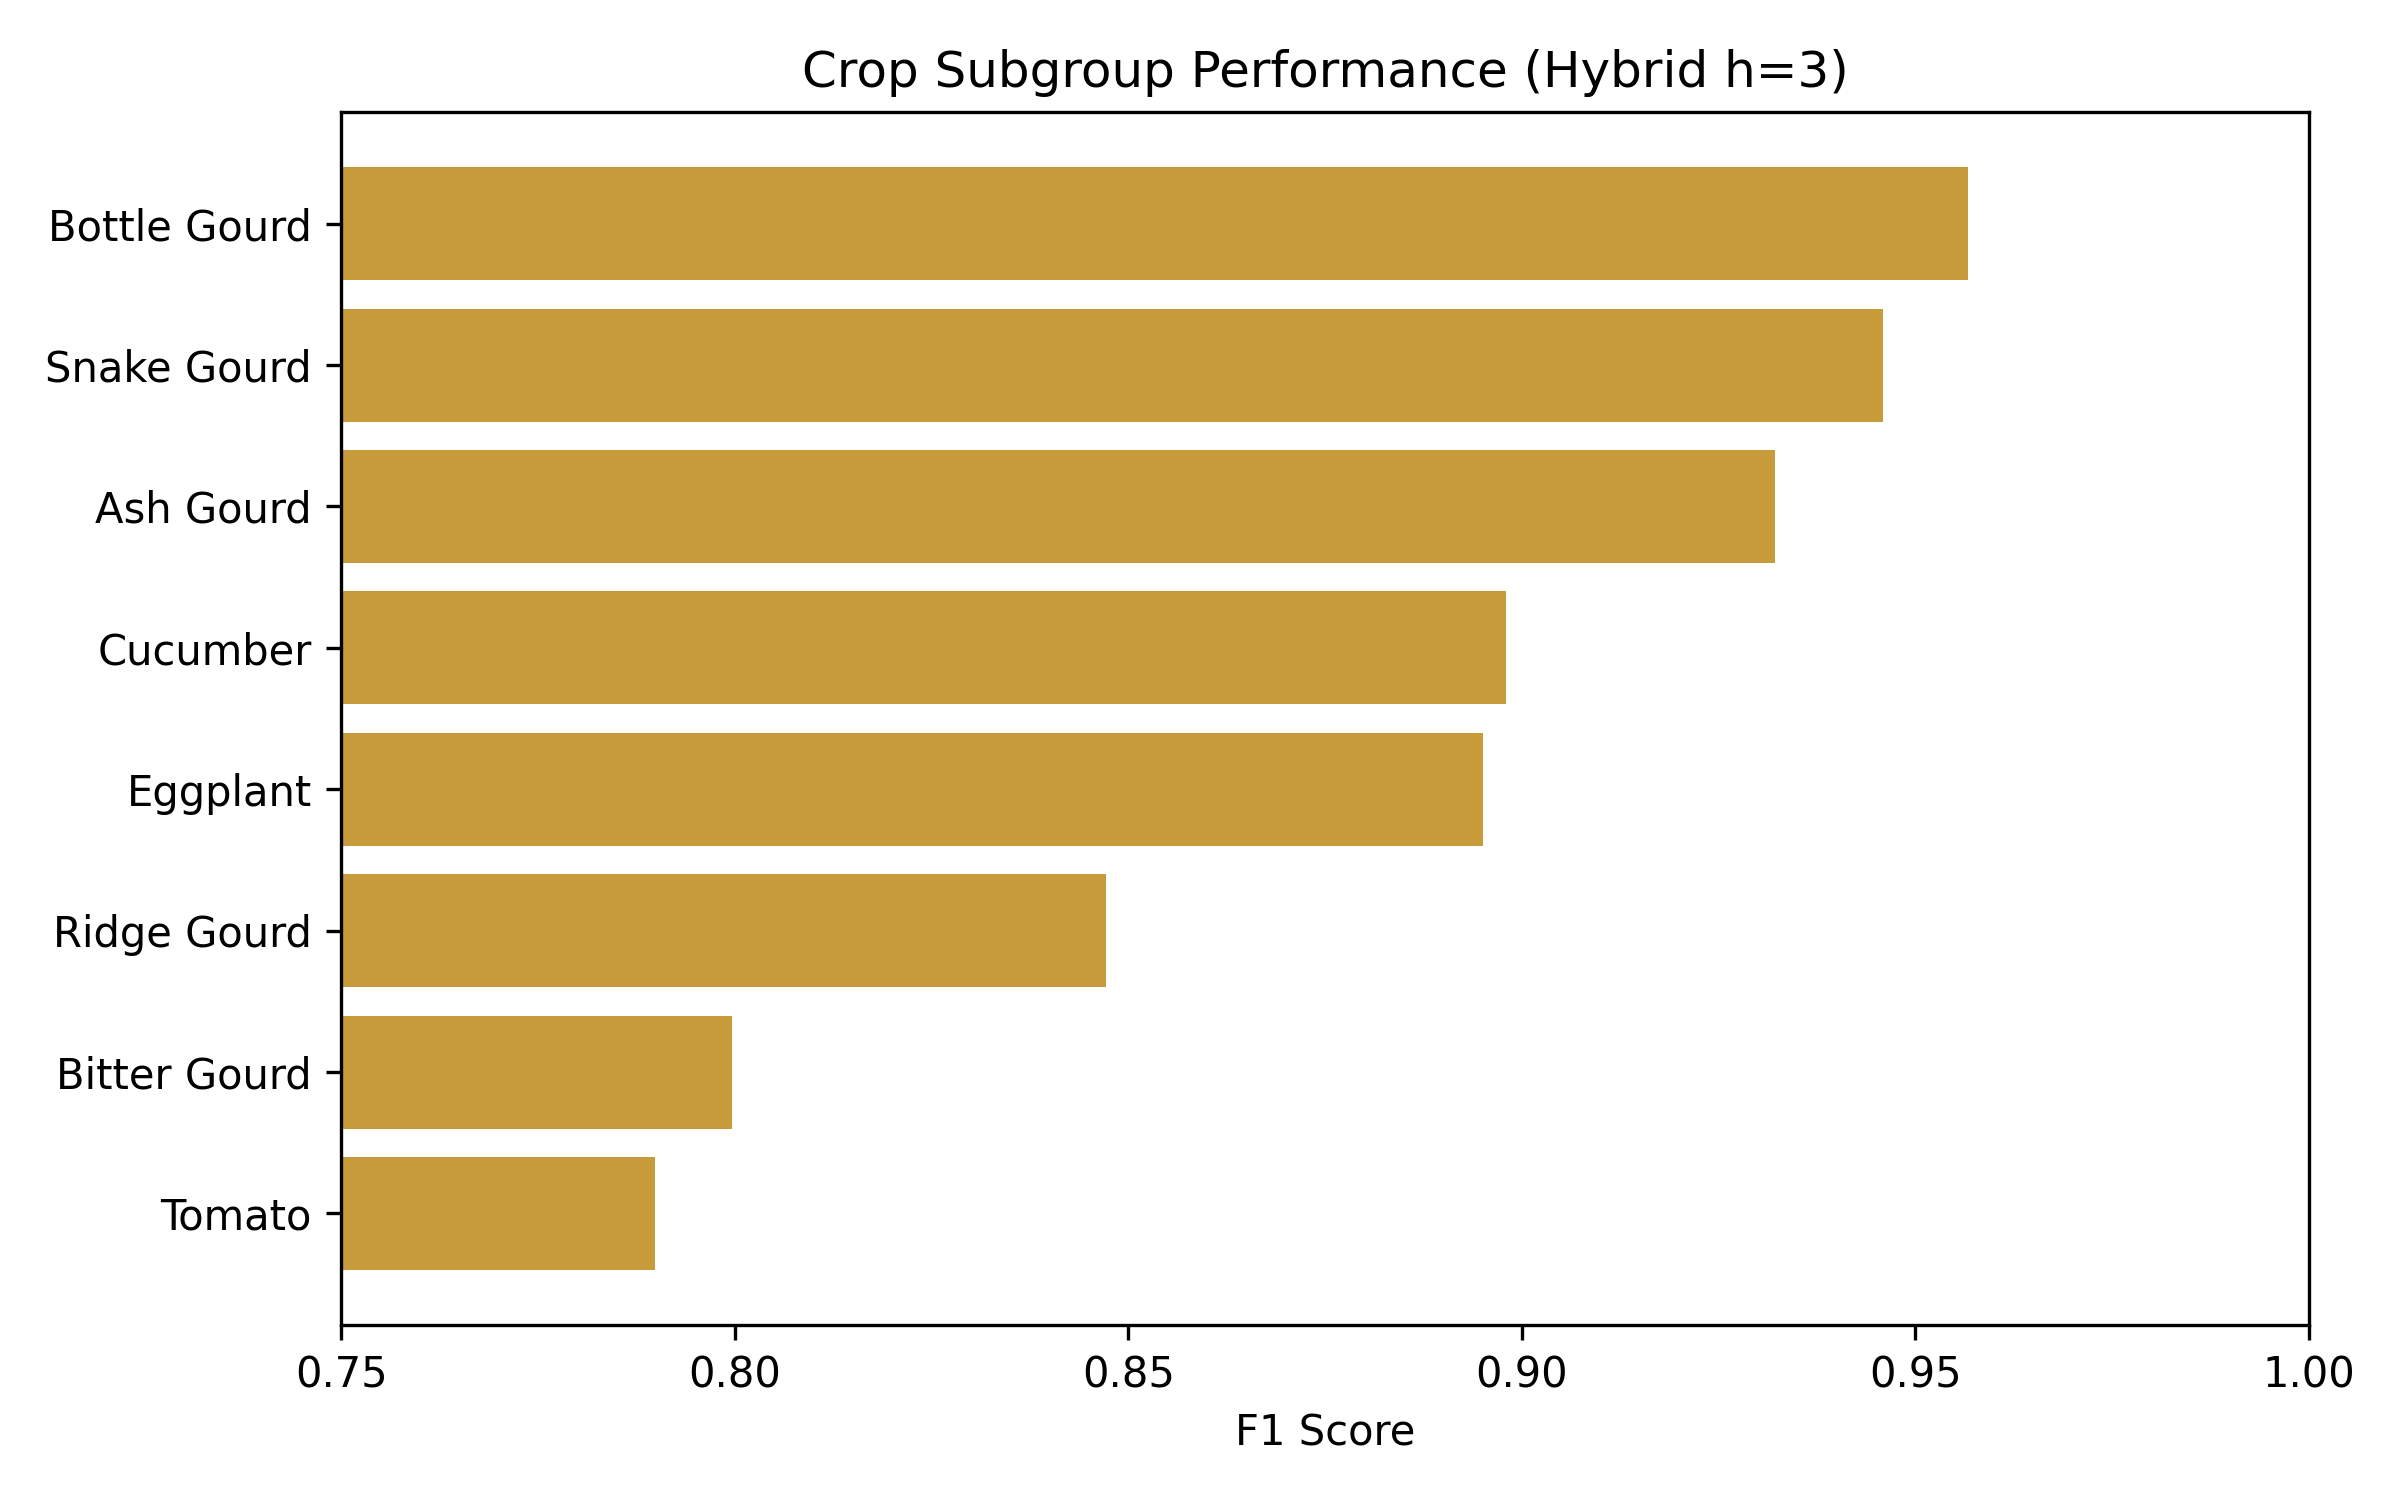 Crop Subgroup Performance (Hybrid h=3)
Bottle Gourd
Snake Gourd
Ash Gourd
Cucumber
Eggplant
Ridge Gourd
Bitter Gourd
Tomato
0.75 0.80 0.85 0.90 0.95 1.00
F1 Score